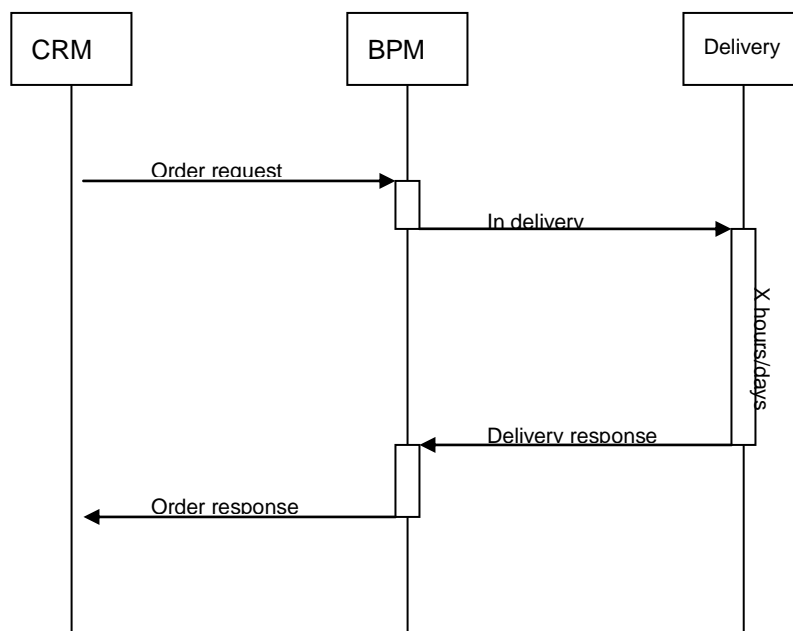 CRM
BPM
Delivery
Order request
In delivery
X hours/days
Delivery response
Order response